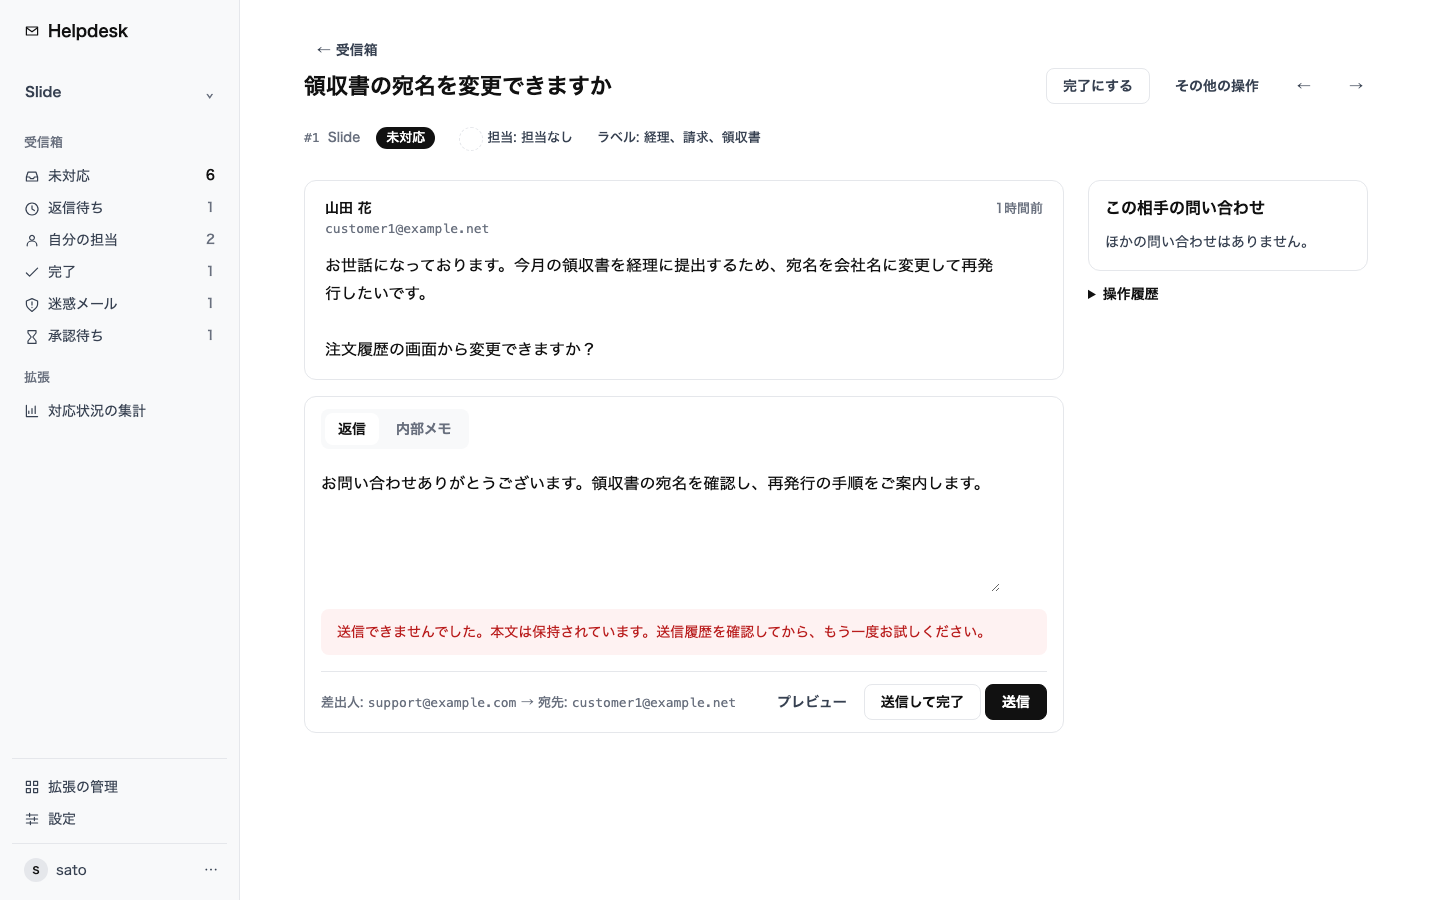 Helpdesk
Slide
受信箱
未対応 6
返信待ち 1
自分の担当 2
完了 1
迷惑メール 1
承認待ち 1
拡張
対応状況の集計
拡張の管理
設定
S sato ···
← 受信箱
領収書の宛名を変更できますか
完了にする その他の操作 ← →
#1 Slide 未対応 担当: 担当なし ラベル: 経理、請求、領収書
山田 花 1時間前
customer1@example.net
お世話になっております。今月の領収書を経理に提出するため、宛名を会社名に変更して再発
行したいです。
注文履歴の画面から変更できますか？
返信 内部メモ
お問い合わせありがとうございます。領収書の宛名を確認し、再発行の手順をご案内します。
送信できませんでした。本文は保持されています。送信履歴を確認してから、もう一度お試しください。
差出人: support@example.com → 宛先: customer1@example.net プレビュー 送信して完了 送信
この相手の問い合わせ
ほかの問い合わせはありません。
▶ 操作履歴